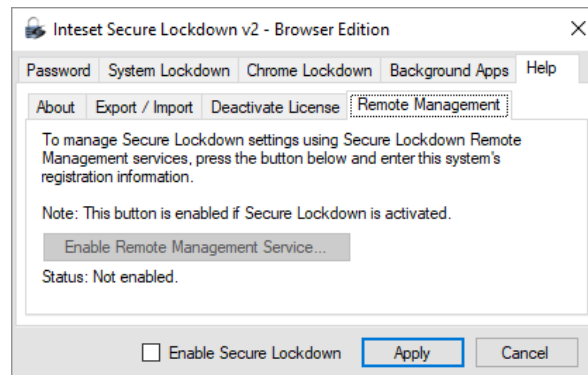 Inteset Secure Lockdown v2 - Browser Edition
Password System Lockdown Chrome Lockdown Background Apps Help
About Export / Import Deactivate License Remote Management
To manage Secure Lockdown settings using Secure Lockdown Remote
Management services, press the button below and enter this system's
registration information.
Note: This button is enabled if Secure Lockdown is activated.
Enable Remote Management Service...
Status: Not enabled.
Enable Secure Lockdown Apply Cancel